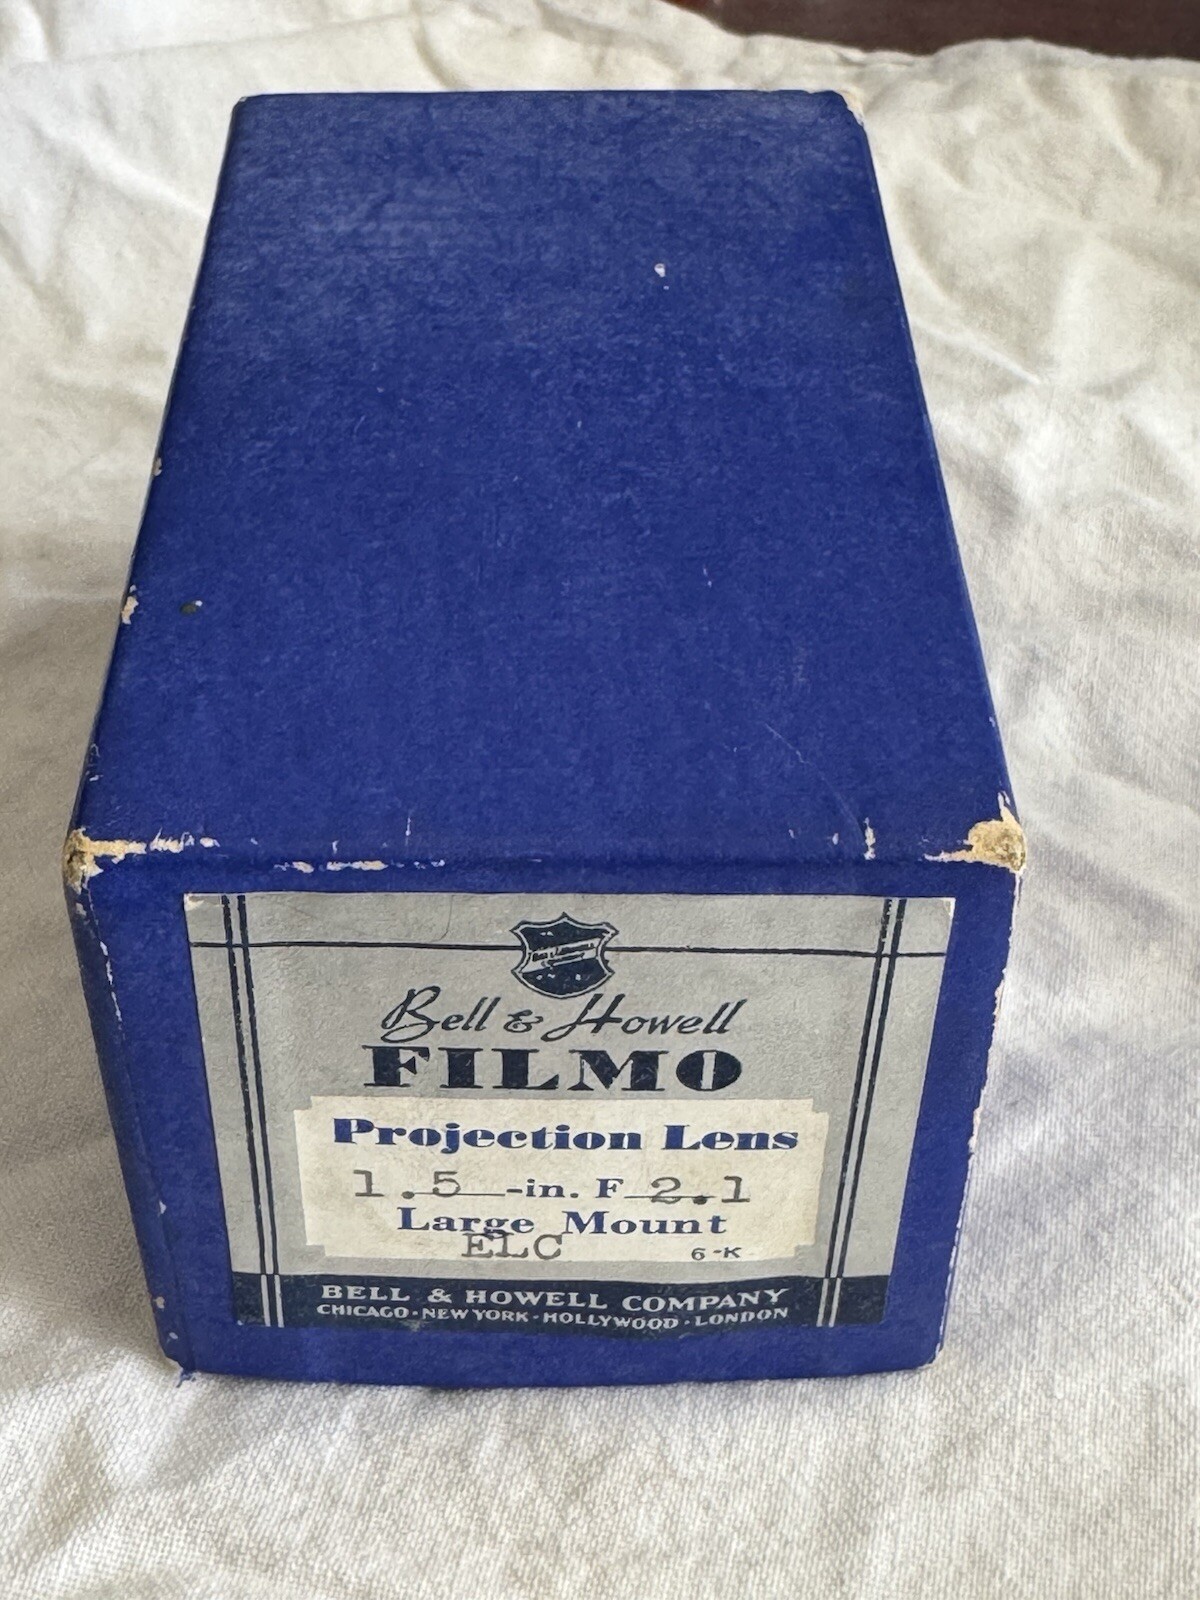 Bell & Howell
FILMO
Projection Lens
1.5 -in. F 2.1
Large Mount
ELC 6-K
BELL & HOWELL COMPANY
CHICAGO · NEW YORK · HOLLYWOOD · LONDON